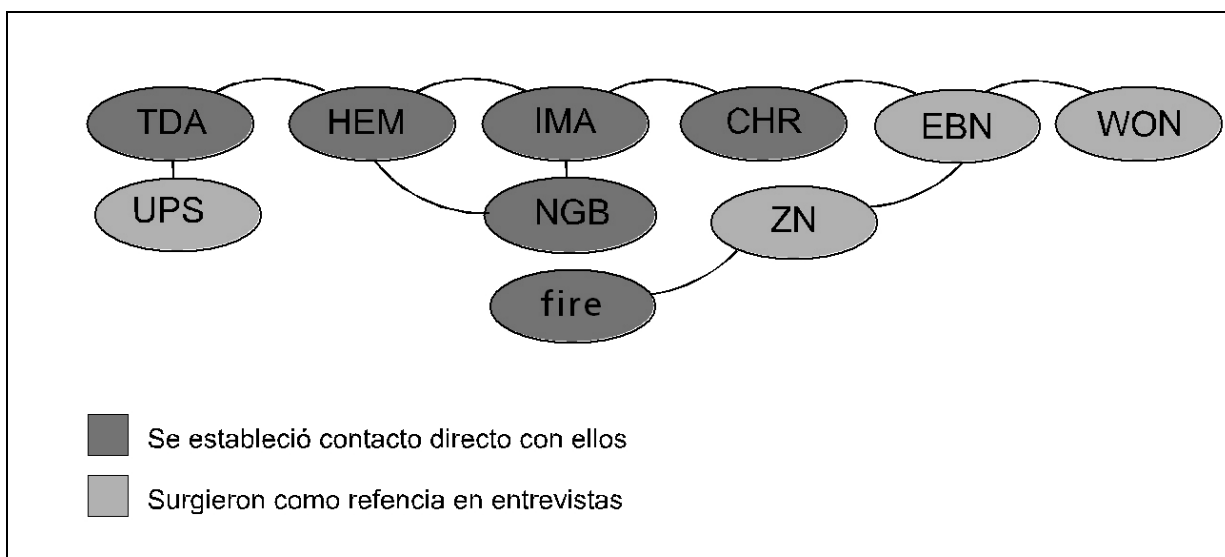 TDA HEM IMA CHR EBN WON
UPS NGB ZN
fire
Se estableció contacto directo con ellos
Surgieron como refencia en entrevistas